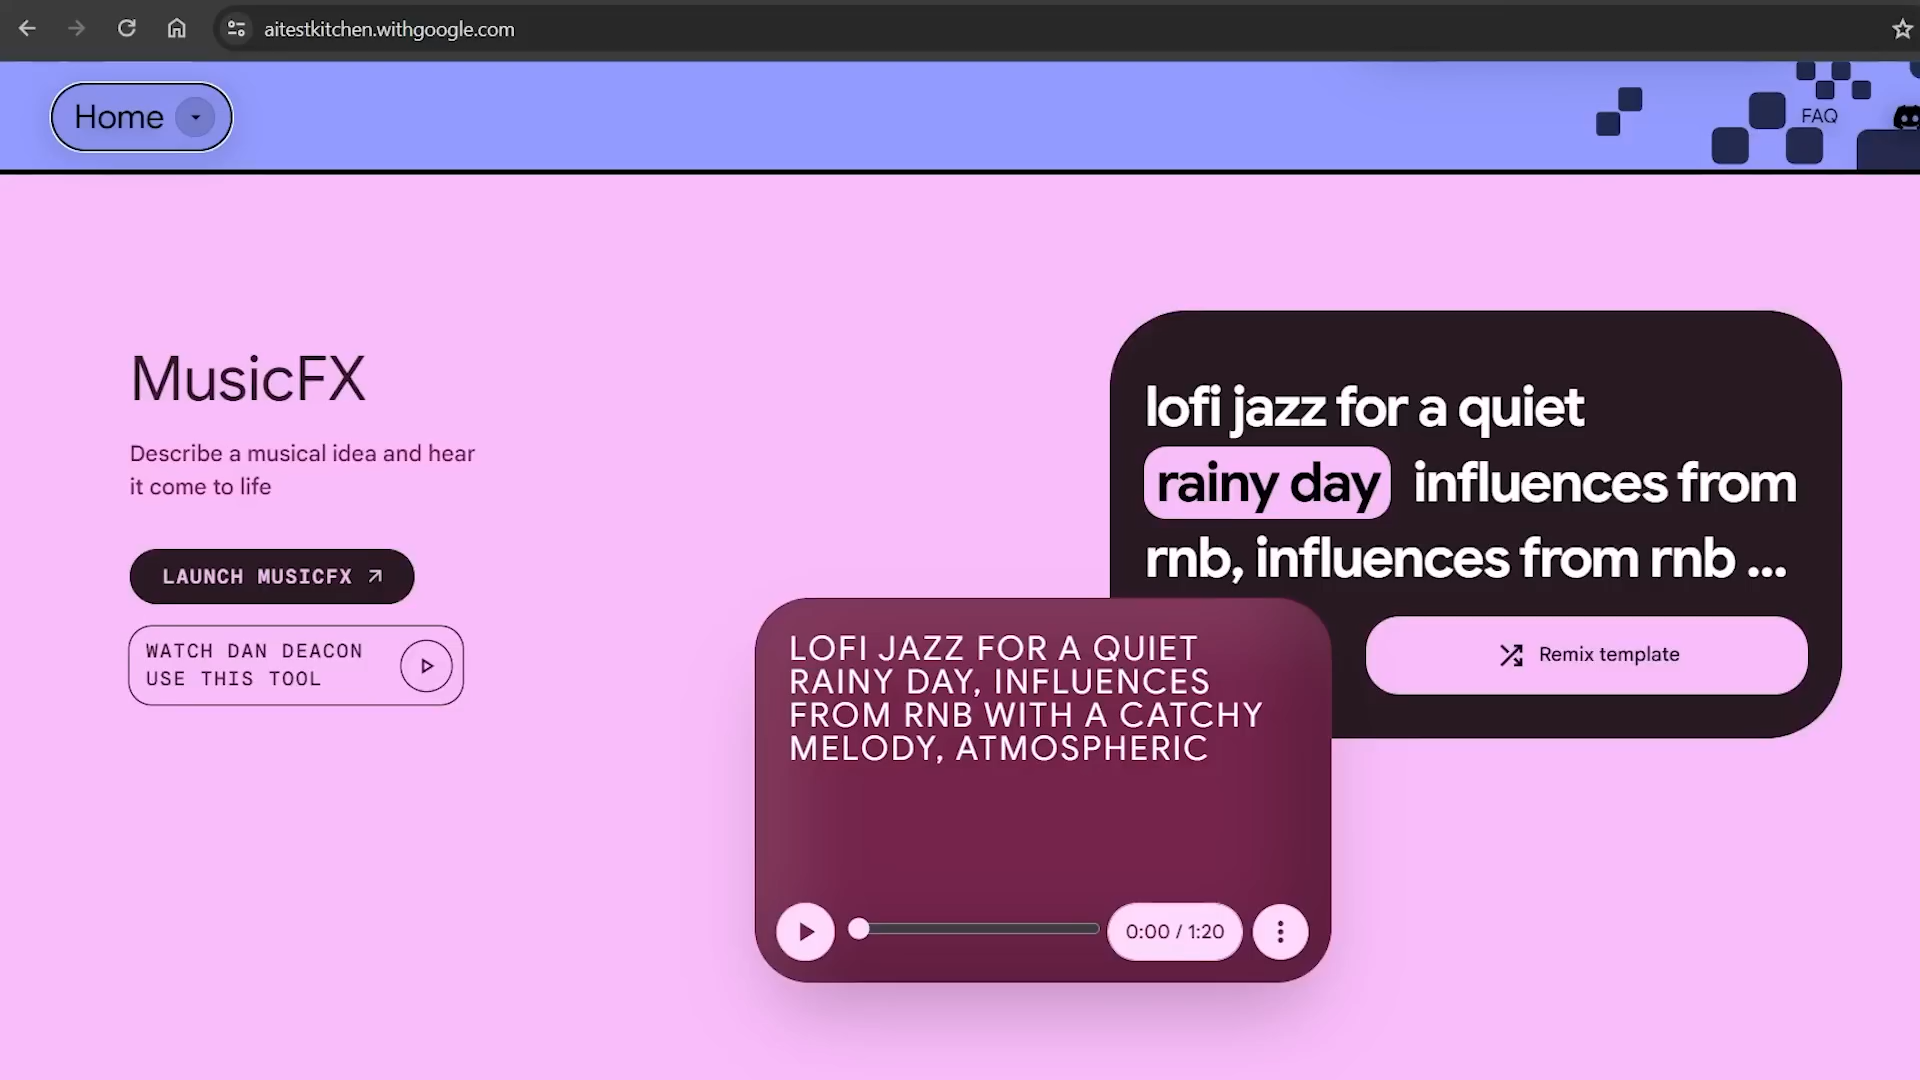 aitestkitchen.withgoogle.com
Home
FAQ
MusicFX
Describe a musical idea and hear
it come to life
LAUNCH MUSICFX
WATCH DAN DEACON
USE THIS TOOL
lofi jazz for a quiet
rainy day influences from
rnb, influences from rnb ...
Remix template
LOFI JAZZ FOR A QUIET
RAINY DAY, INFLUENCES
FROM RNB WITH A CATCHY
MELODY, ATMOSPHERIC
0:00 / 1:20